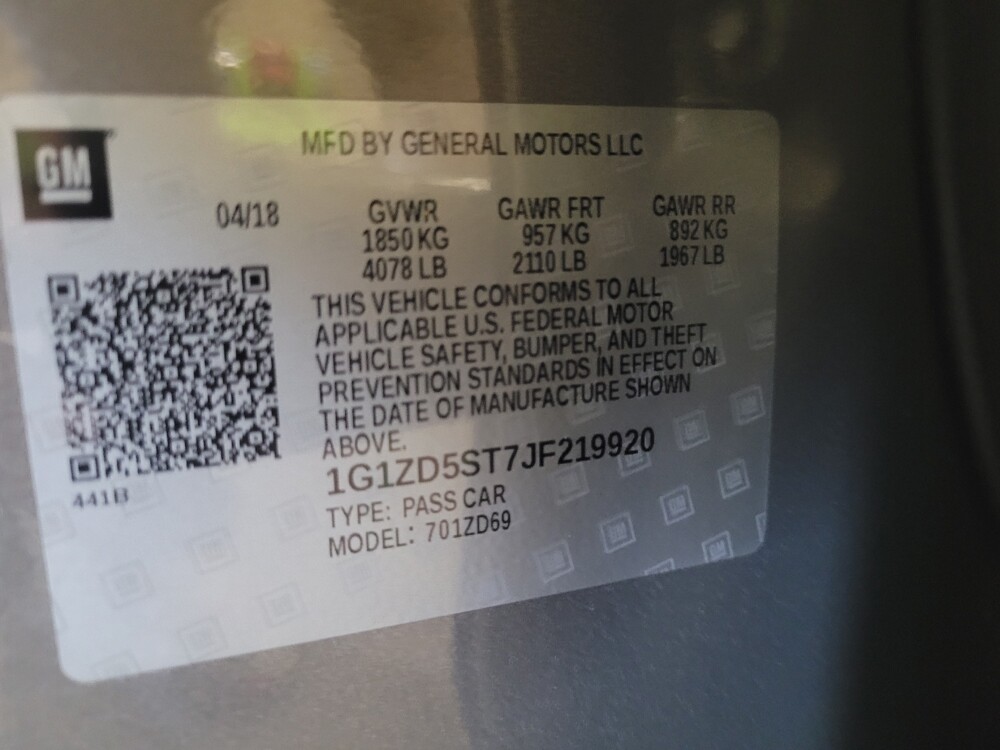 GM
MFD BY GENERAL MOTORS LLC
04/18 GVWR GAWR FRT GAWR RR
1850 KG 957 KG 892 KG
4078 LB 2110 LB 1967 LB
THIS VEHICLE CONFORMS TO ALL
APPLICABLE U.S. FEDERAL MOTOR
VEHICLE SAFETY, BUMPER, AND THEFT
PREVENTION STANDARDS IN EFFECT ON
THE DATE OF MANUFACTURE SHOWN
ABOVE.
1G1ZD5ST7JF219920
441B
TYPE: PASS CAR
MODEL: 701ZD69